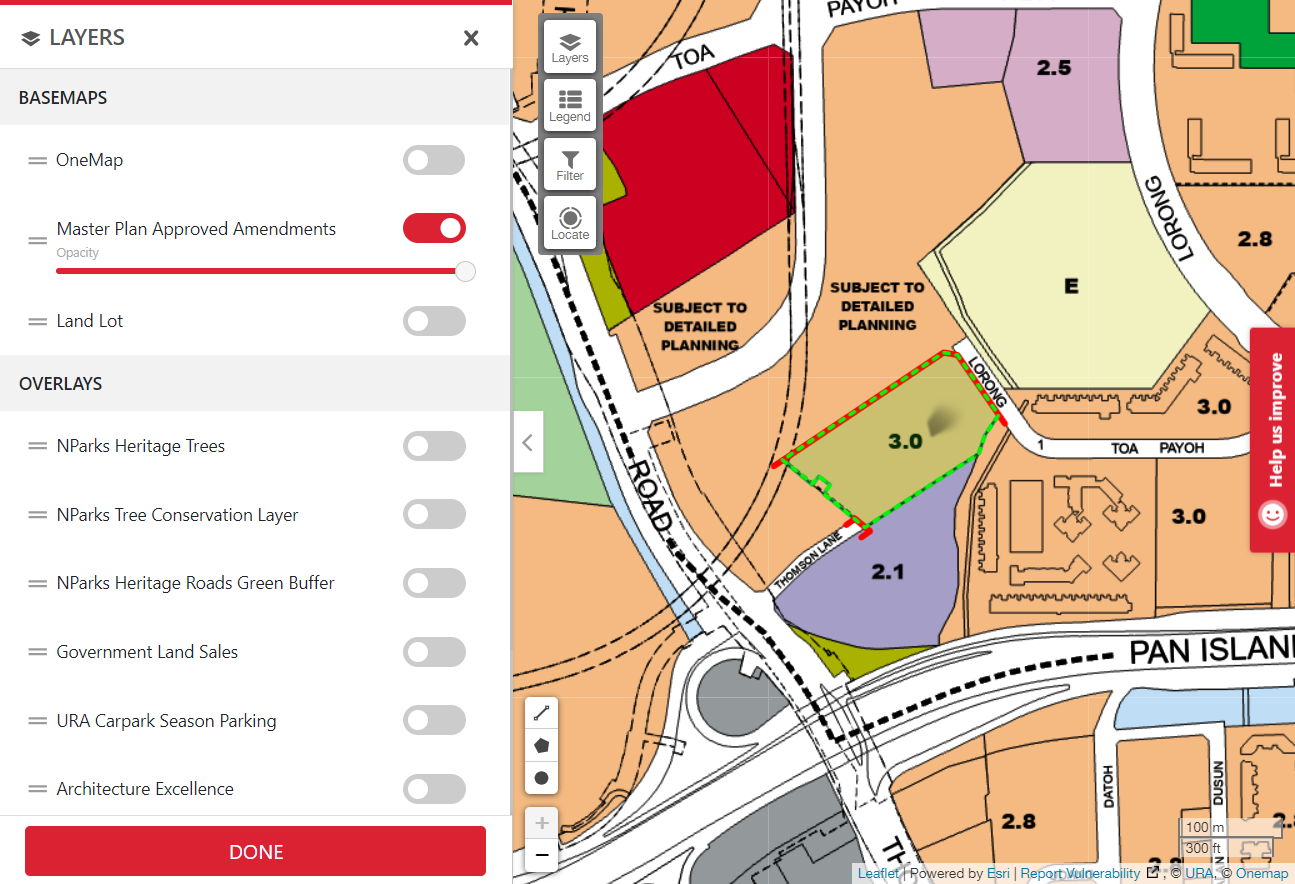 LAYERS
BASEMAPS
OneMap
Master Plan Approved Amendments
Opacity
Land Lot
OVERLAYS
NParks Heritage Trees
NParks Tree Conservation Layer
NParks Heritage Roads Green Buffer
Government Land Sales
URA Carpark Season Parking
Architecture Excellence
DONE
Layers
Legend
Filter
Locate
TOA
PAYOH
2.5
LORONG
2.8
E
SUBJECT TO
DETAILED
PLANNING
SUBJECT TO
DETAILED
PLANNING
LORONG
3.0
3.0
1
TOA PAYOH
3.0
ROAD
THOMSON LANE
2.1
PAN ISLAN
DATOH
DUSUN
2.8
Help us improve
100 m
300 ft
Leaflet | Powered by Esri | Report Vulnerability ; © URA, © Onemap